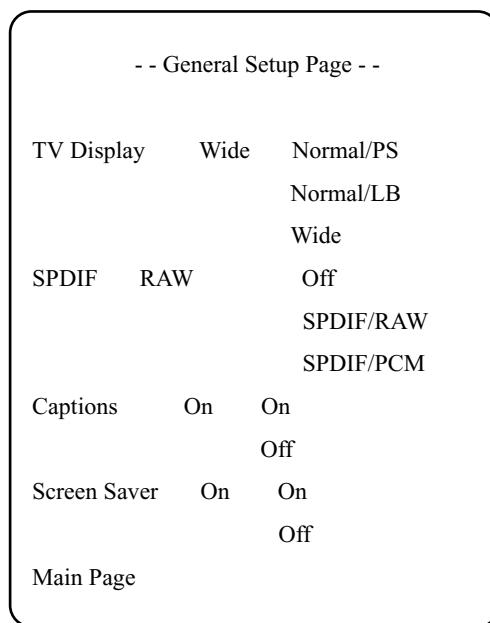 - - General Setup Page - -
TV Display Wide Normal/PS
Normal/LB
Wide
SPDIF RAW Off
SPDIF/RAW
SPDIF/PCM
Captions On On
Off
Screen Saver On On
Off
Main Page